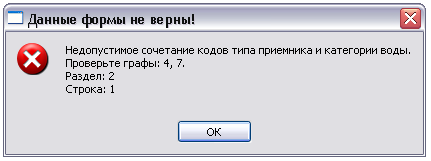 Данные формы не верны!
Недопустимое сочетание кодов типа приемника и категории воды.
Проверьте графы: 4, 7.
Раздел: 2
Строка: 1
OK